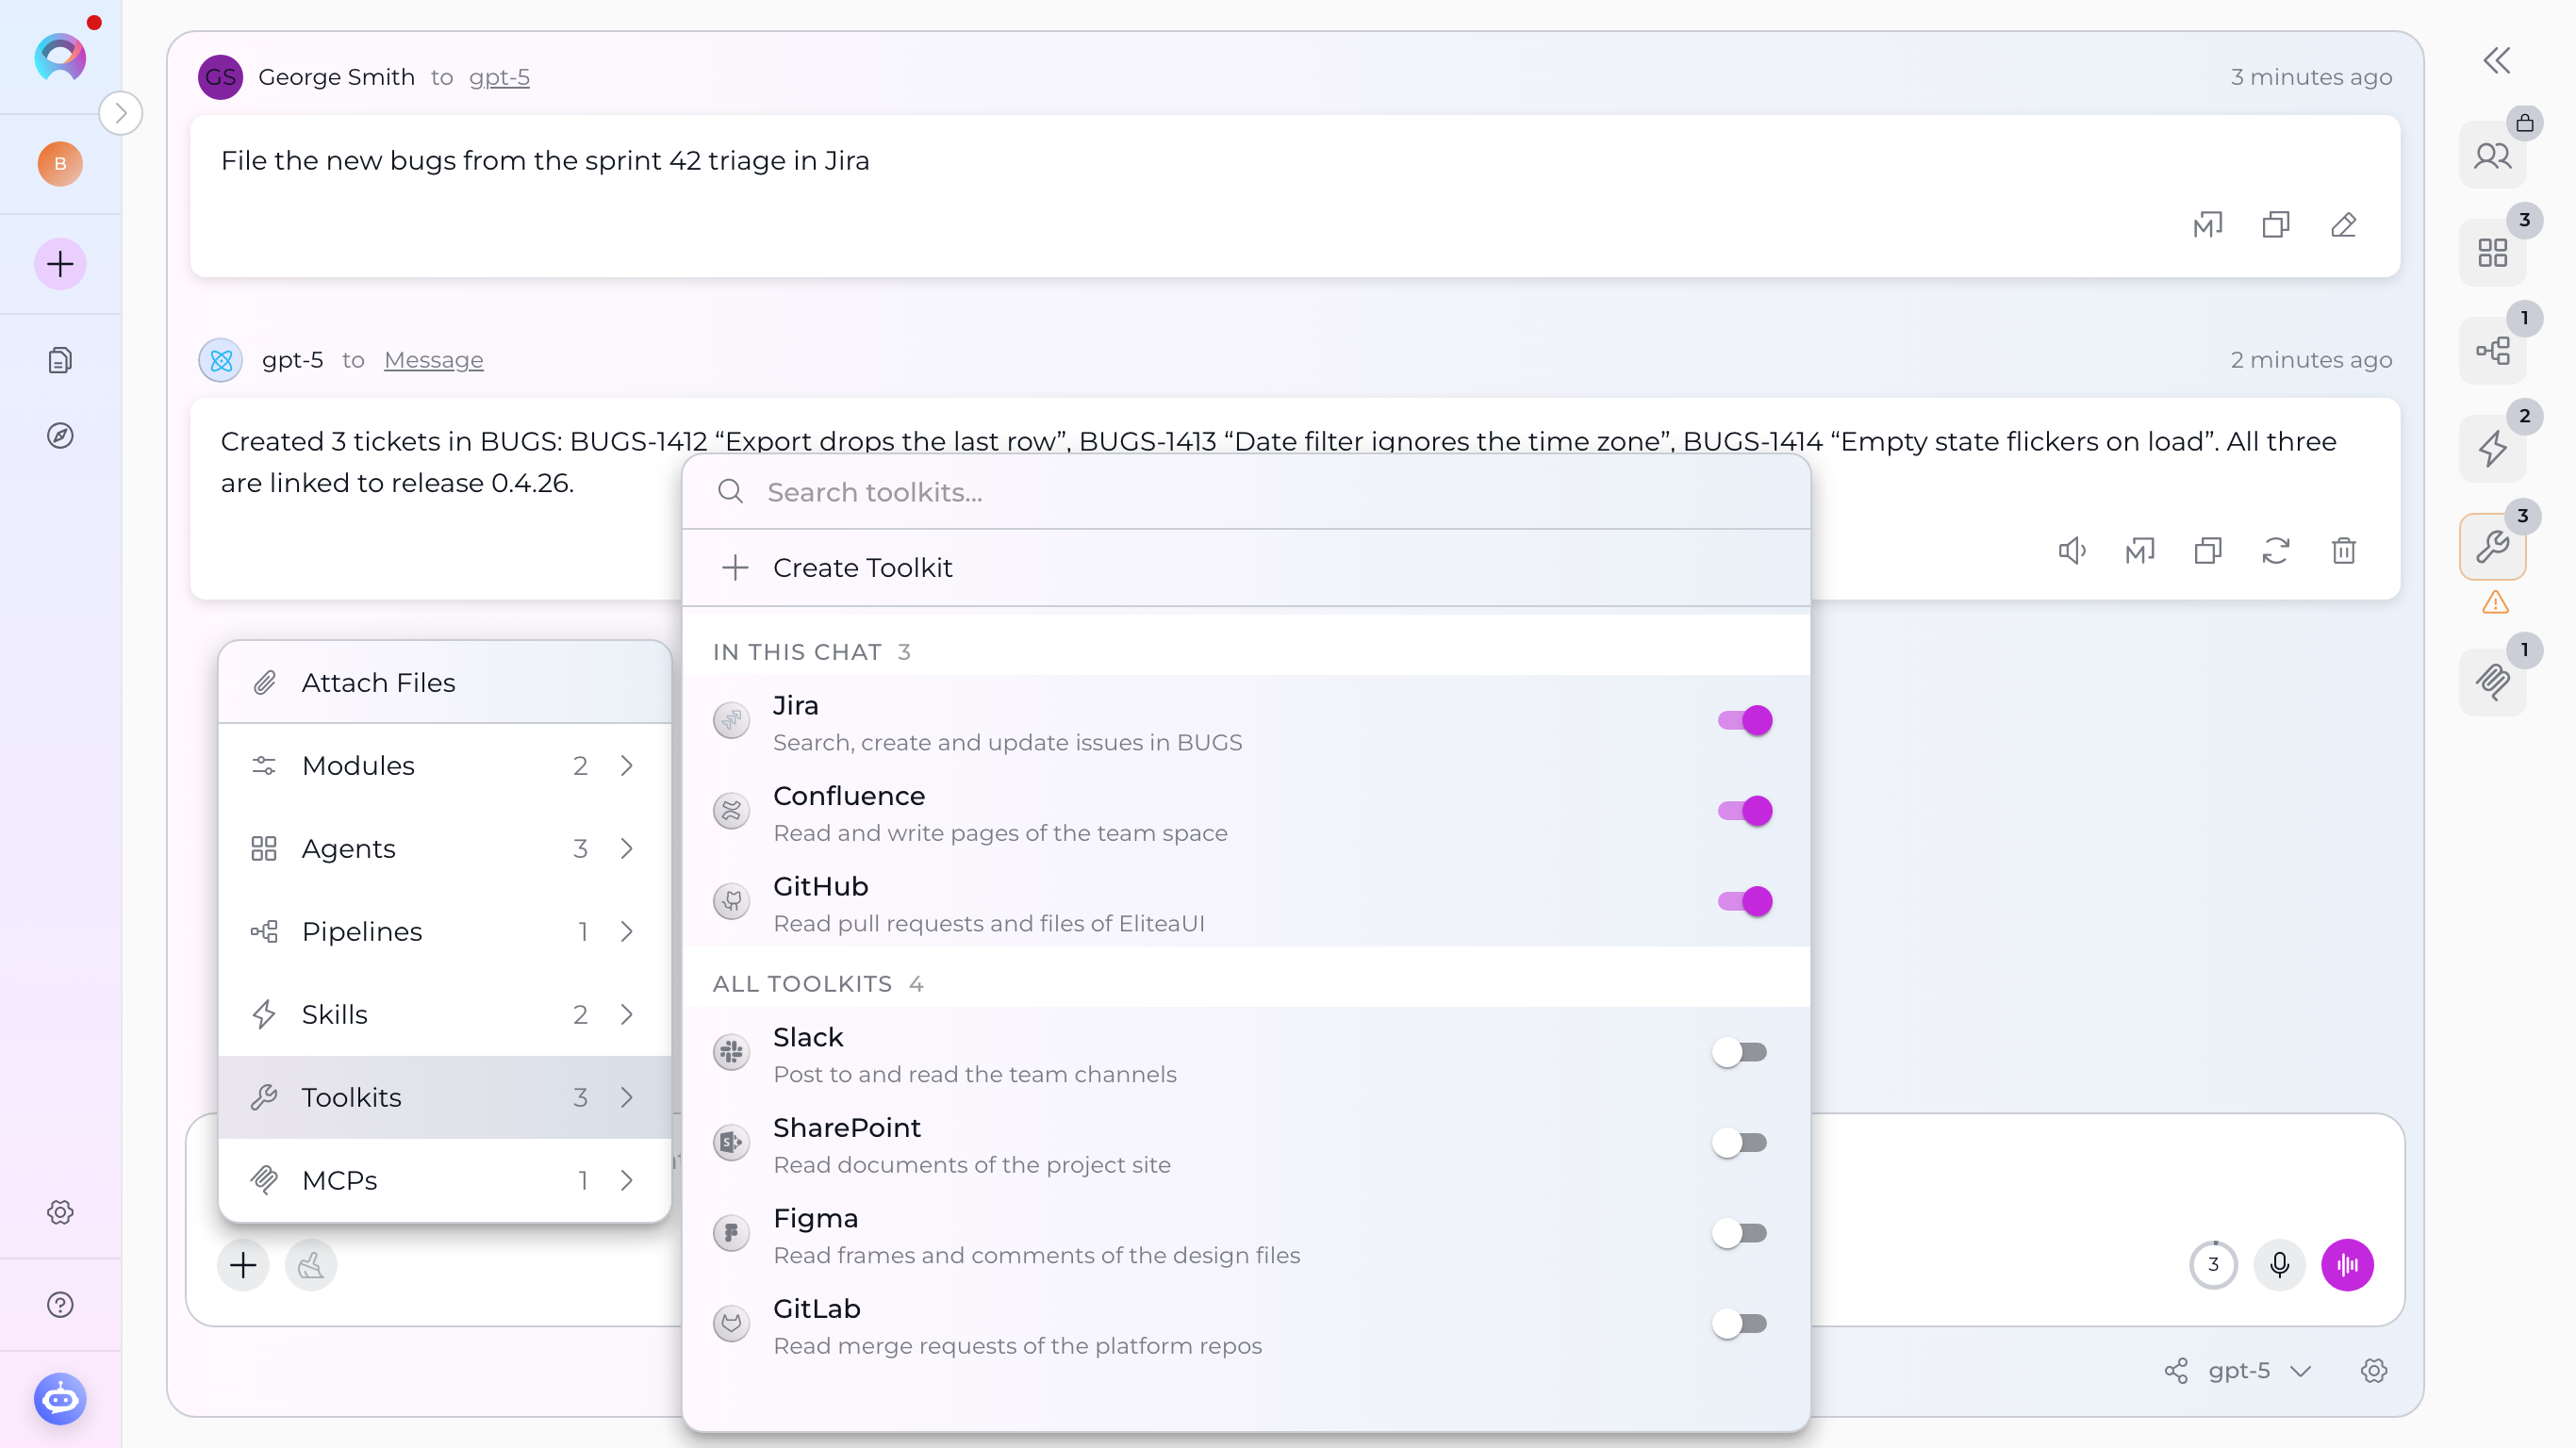 GS George Smith to gpt-5 3 minutes ago
File the new bugs from the sprint 42 triage in Jira
B
gpt-5 to Message 2 minutes ago
Created 3 tickets in BUGS: BUGS-1412 “Export drops the last row”, BUGS-1413 “Date filter ignores the time zone”, BUGS-1414 “Empty state flickers on load”. All three
are linked to release 0.4.26.
Search toolkits...
Create Toolkit
IN THIS CHAT 3
Jira
Search, create and update issues in BUGS
Confluence
Read and write pages of the team space
GitHub
Read pull requests and files of EliteaUI
ALL TOOLKITS 4
Slack
Post to and read the team channels
SharePoint
Read documents of the project site
Figma
Read frames and comments of the design files
GitLab
Read merge requests of the platform repos
Attach Files
Modules 2
Agents 3
Pipelines 1
Skills 2
Toolkits 3
MCPs 1
3
gpt-5
3
1
2
3
1